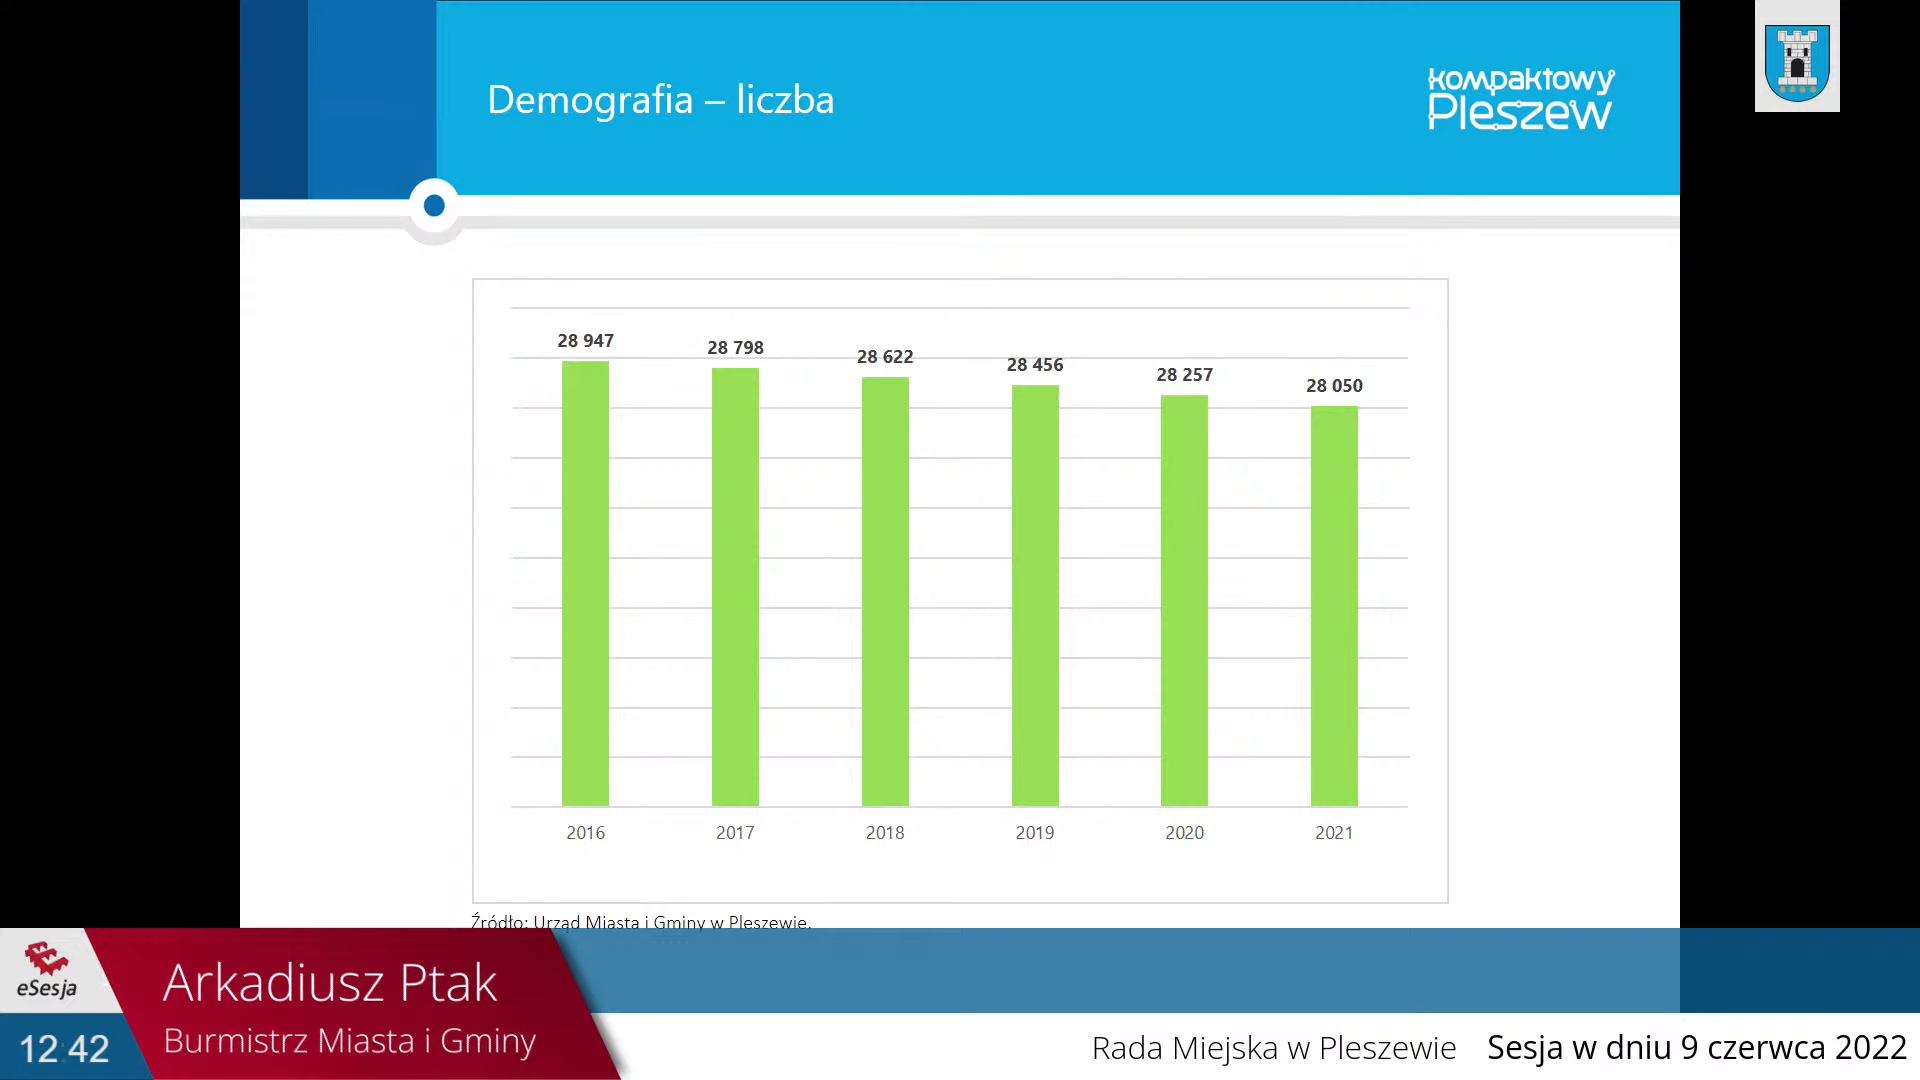 Demografia – liczba
kompaktowy
Pleszew
28 947
28 798
28 622
28 456
28 257
28 050
2016
2017
2018
2019
2020
2021
Źródło: Urząd Miasta i Gminy w Pleszewie.
eSesja
Arkadiusz Ptak
Burmistrz Miasta i Gminy
12:42
Rada Miejska w Pleszewie Sesja w dniu 9 czerwca 2022